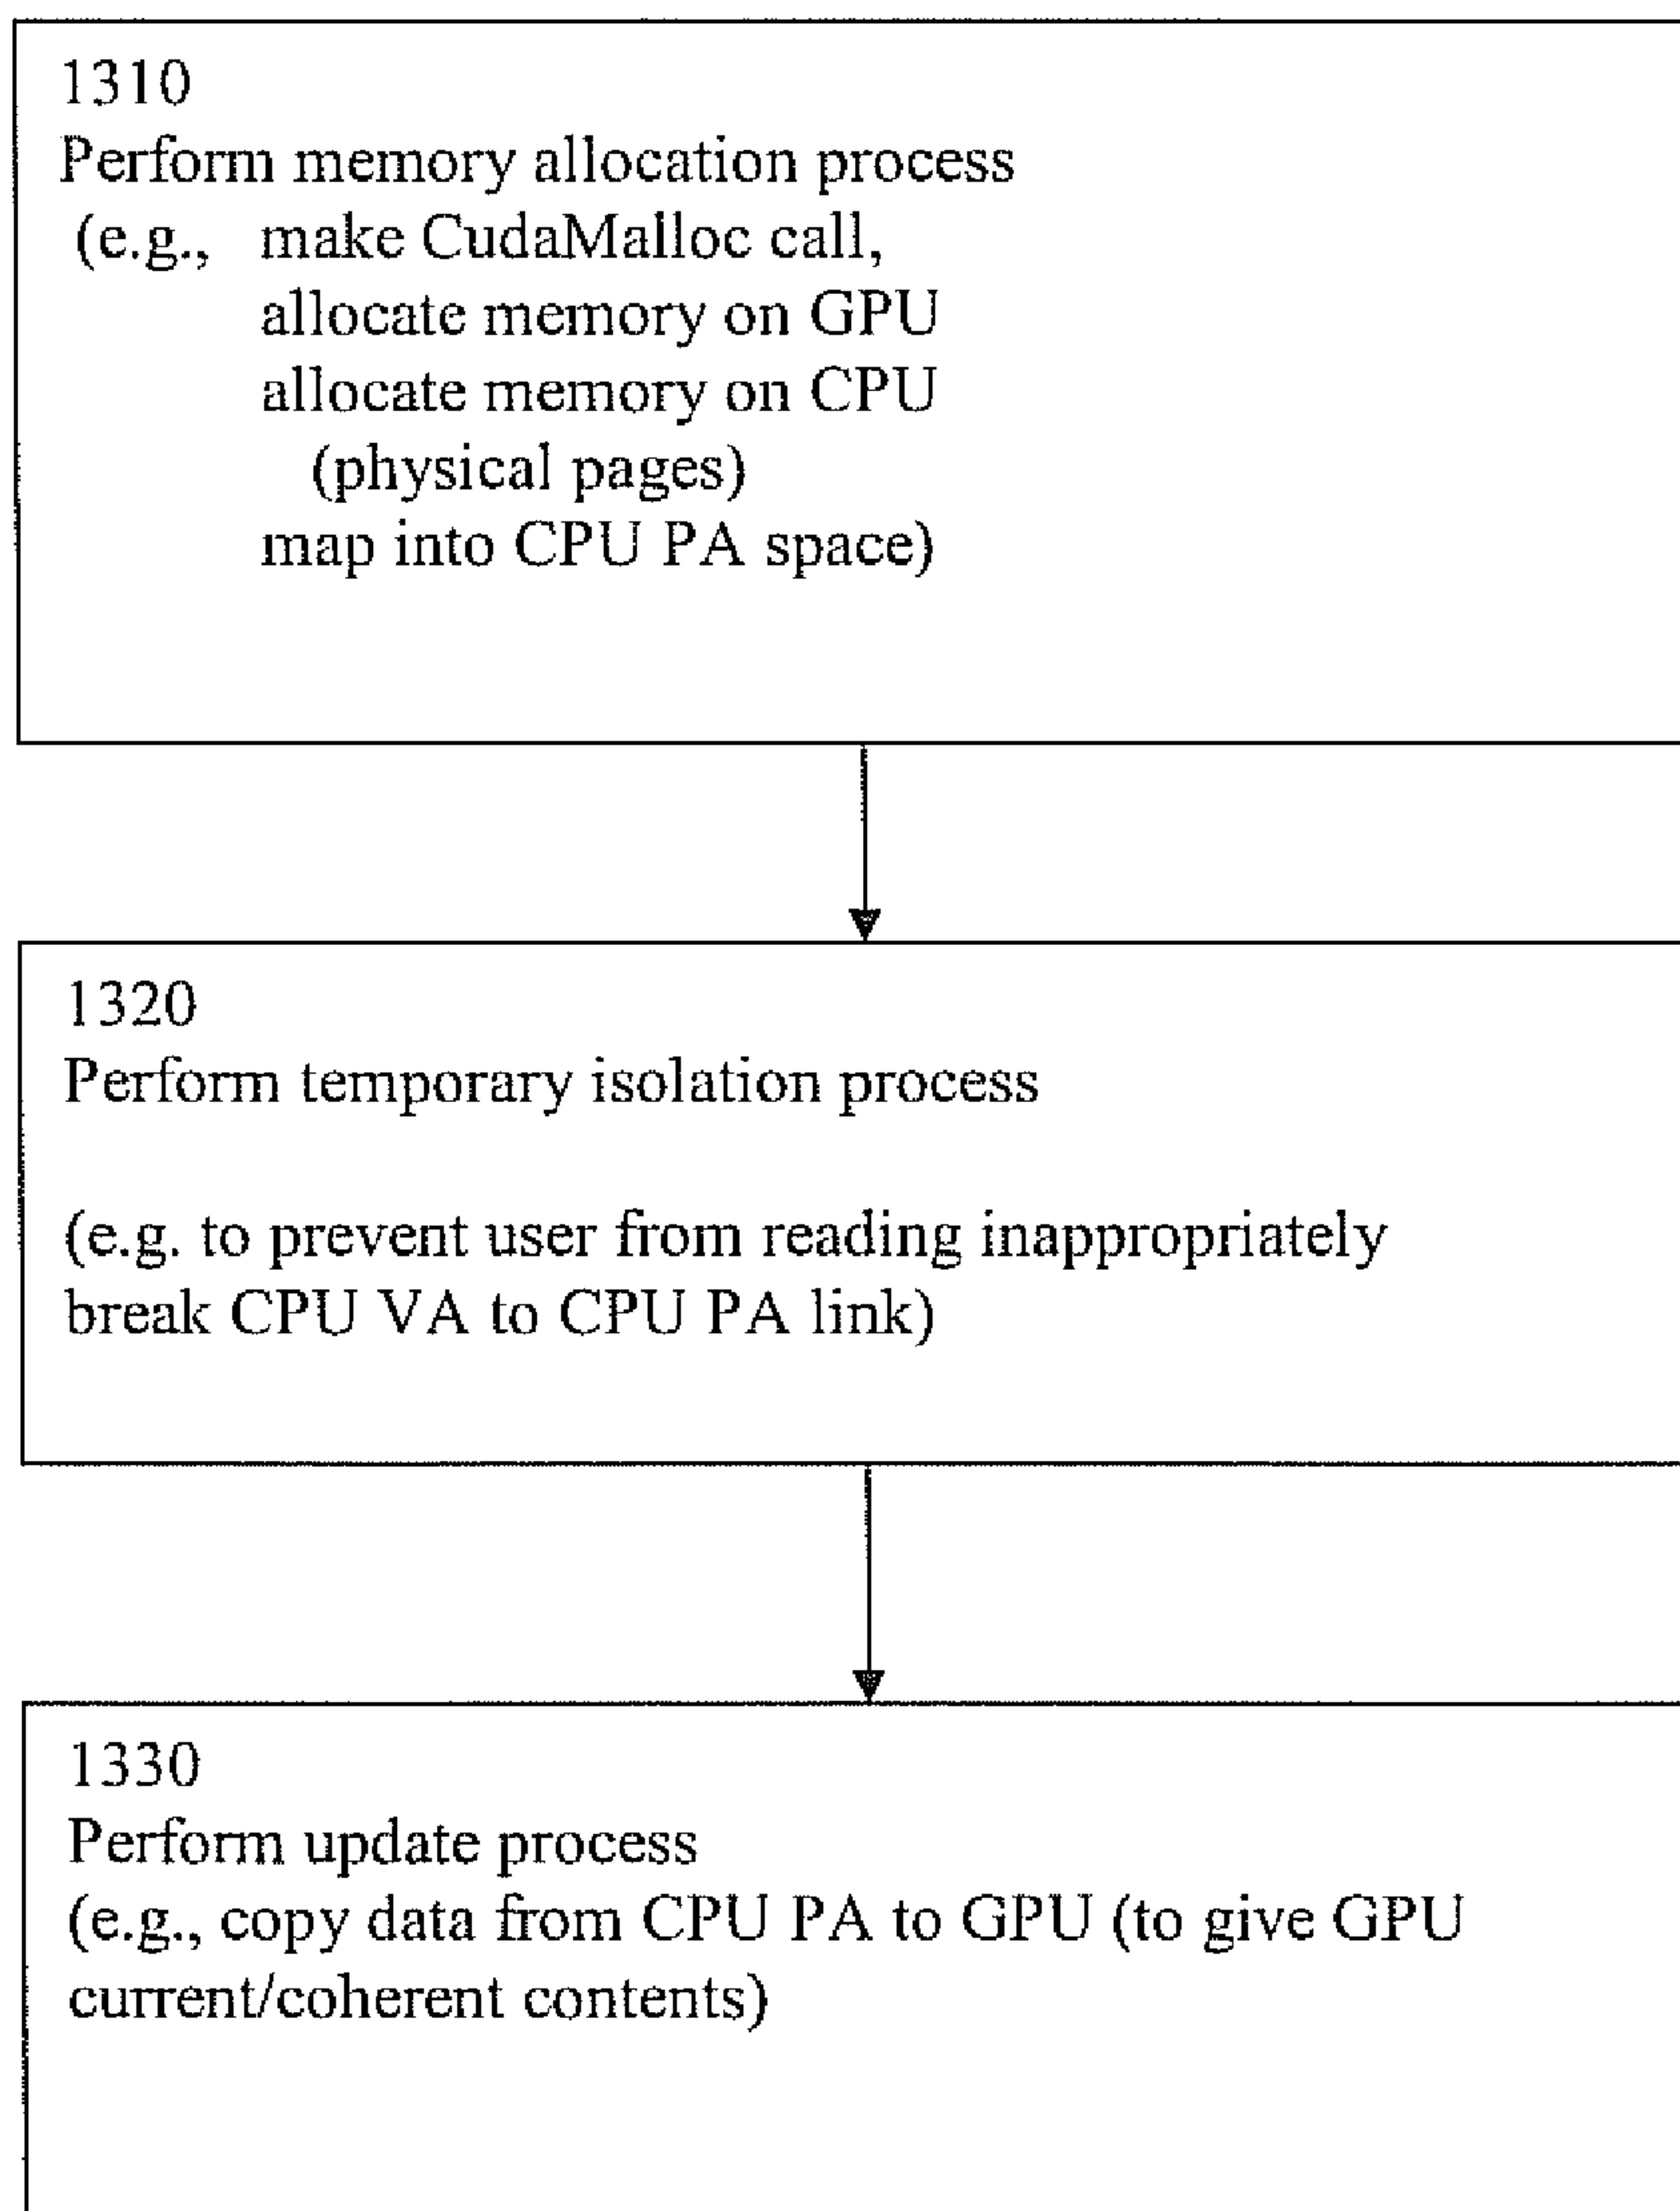 1310
Perform memory allocation process
(e.g., make CudaMalloc call,
allocate memory on GPU
allocate memory on CPU
(physical pages)
map into CPU PA space)
1320
Perform temporary isolation process
(e.g. to prevent user from reading inappropriately
break CPU VA to CPU PA link)
1330
Perform update process
(e.g., copy data from CPU PA to GPU (to give GPU
current/coherent contents)